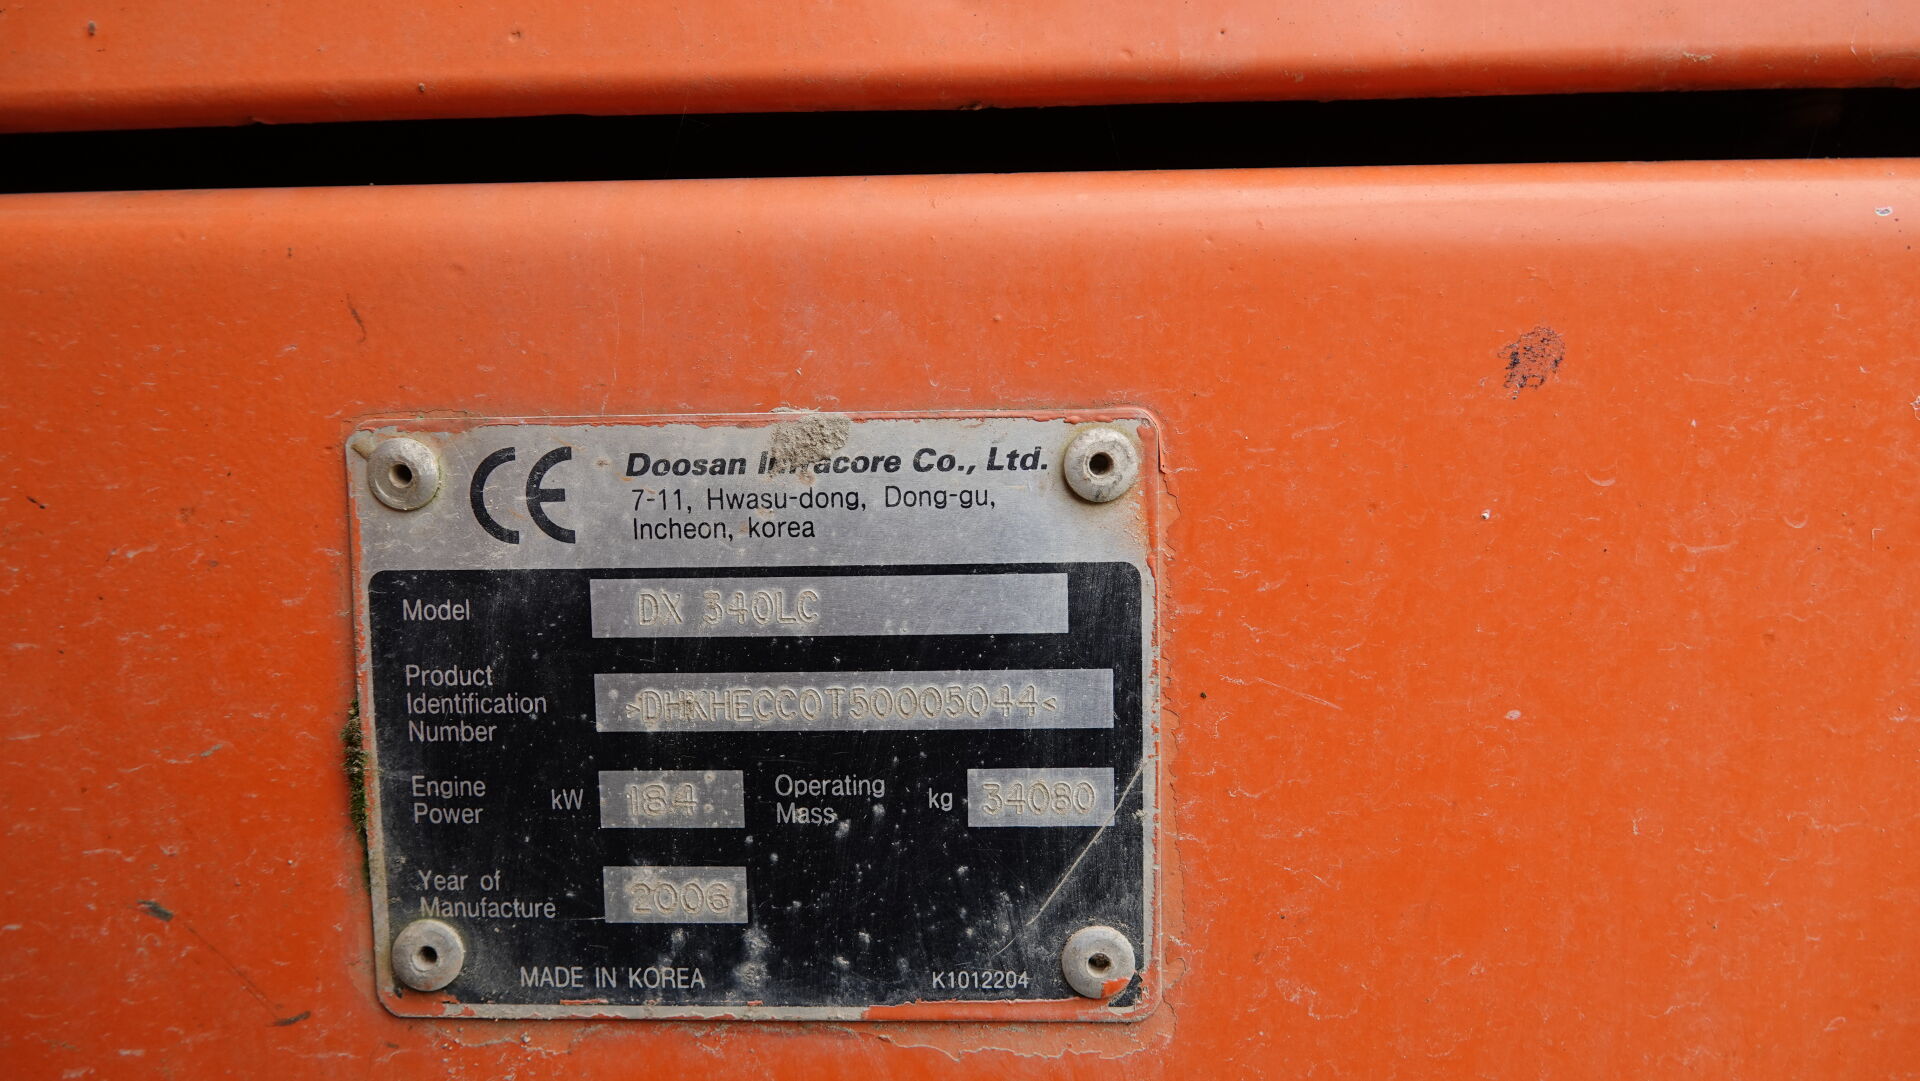 CE
Doosan Infracore Co., Ltd.
7-11, Hwasu-dong, Dong-gu,
Incheon, korea
Model DX 340LC
Product
Identification
Number >DHKHECCOT50005044<
Engine
Power kW 184
Operating
Mass kg 34080
Year of
Manufacture 2006
MADE IN KOREA K1012204